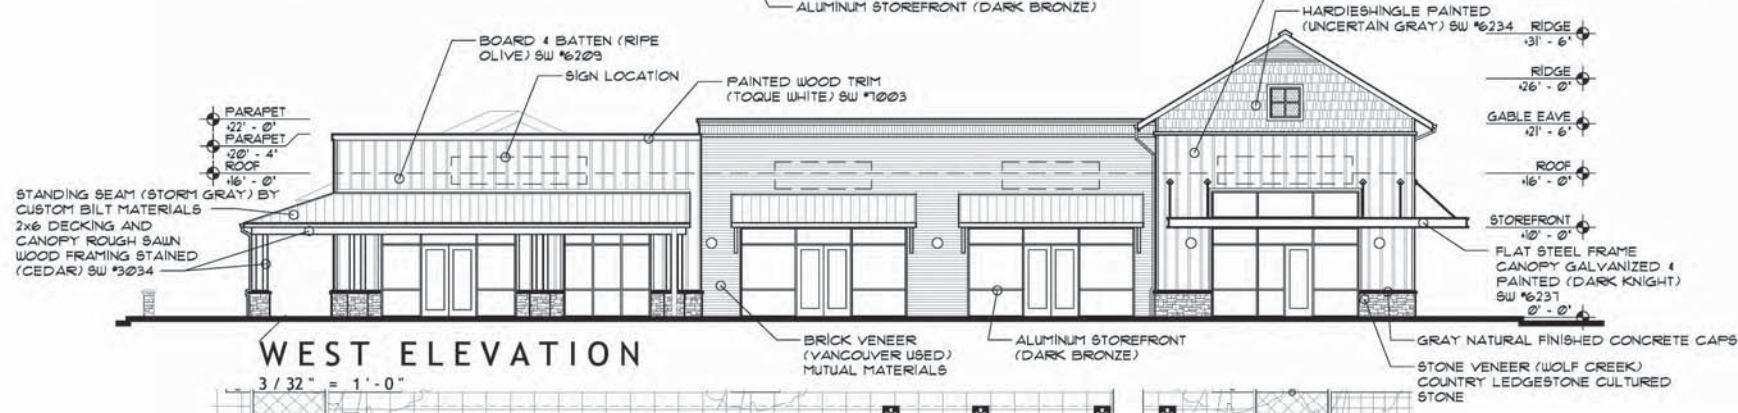 ALUMINUM STOREFRONT (DARK BRONZE)
HARDIESHINGLE PAINTED
(UNCERTAIN GRAY) SW #6234
RIDGE
+31' - 6"
BOARD & BATTEN (RIPE
OLIVE) SW #6209
SIGN LOCATION
PAINTED WOOD TRIM
(TOQUE WHITE) SW #7003
RIDGE
+26' - 0"
PARAPET
+22' - 0"
PARAPET
+20' - 4"
ROOF
+16' - 0"
GABLE EAVE
+21' - 6"
ROOF
+16' - 0"
STANDING SEAM (STORM GRAY) BY
CUSTOM BILT MATERIALS
2x6 DECKING AND
CANOPY ROUGH SAWN
WOOD FRAMING STAINED
(CEDAR) SW #3034
STOREFRONT
+10' - 0"
FLAT STEEL FRAME
CANOPY GALVANIZED &
PAINTED (DARK KNIGHT)
SW #6237
0' - 0"
BRICK VENEER
(VANCOUVER USED)
MUTUAL MATERIALS
ALUMINUM STOREFRONT
(DARK BRONZE)
GRAY NATURAL FINISHED CONCRETE CAPS
STONE VENEER (WOLF CREEK)
COUNTRY LEDGESTONE CULTURED
STONE
WEST ELEVATION
3/32" = 1'-0"